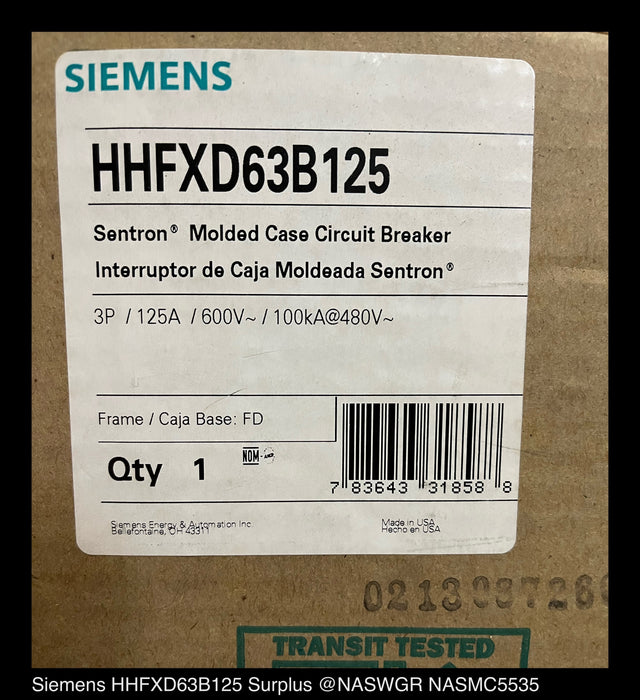 SIEMENS
HHFXD63B125
Sentron® Molded Case Circuit Breaker
Interruptor de Caja Moldeada Sentron®
3P / 125A / 600V~ / 100kA@480V~
Frame / Caja Base: FD
Qty 1
NOM-ANCE
7 83643 31858 8
Siemens Energy & Automation Inc.
Bellefontaine, OH 43311
Made in USA
Hecho en USA
TRANSIT TESTED
Siemens HHFXD63B125 Surplus @NASWGR NASMC5535